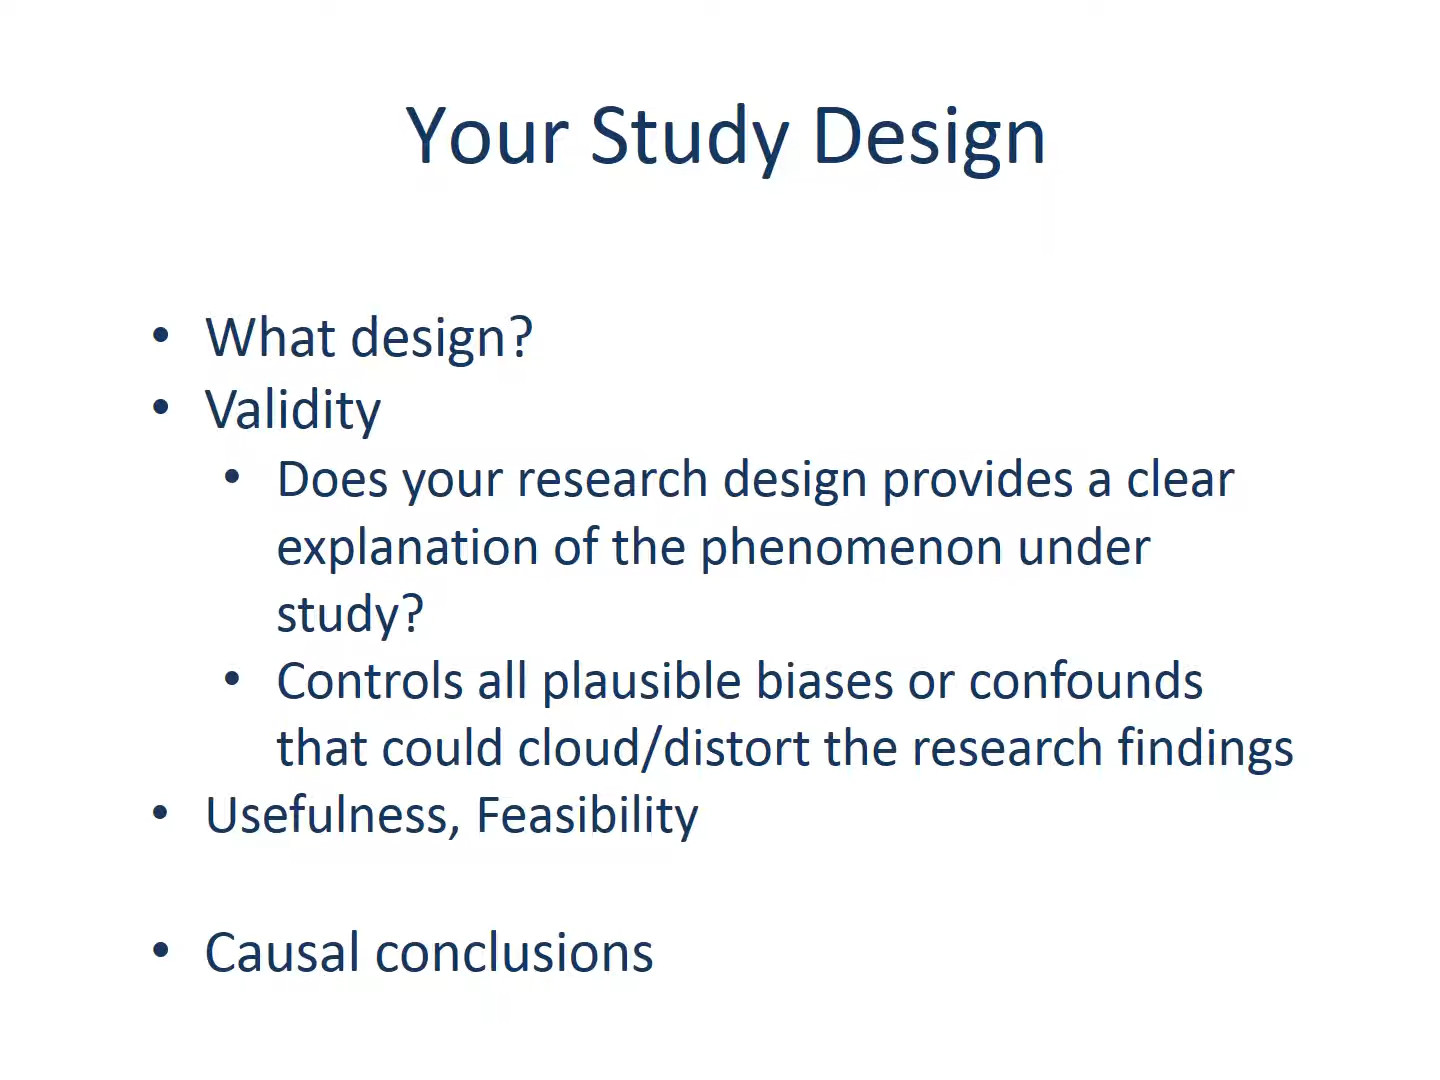 Your Study Design
• What design?
• Validity
• Does your research design provides a clear
explanation of the phenomenon under
study?
• Controls all plausible biases or confounds
that could cloud/distort the research findings
• Usefulness, Feasibility
• Causal conclusions